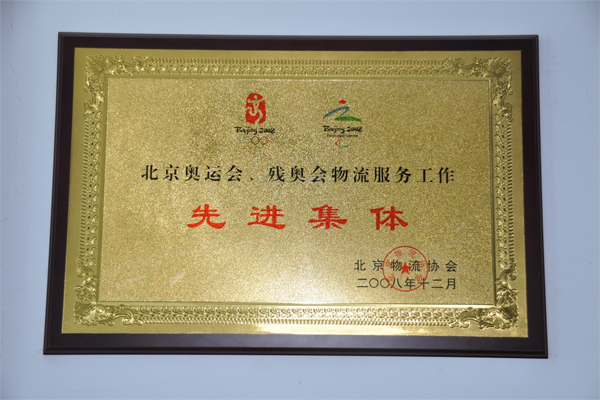 Beijing 2008
Beijing 2008
北京奥运会、残奥会物流服务工作
先进集体
北京物流协会
二〇〇八年十二月